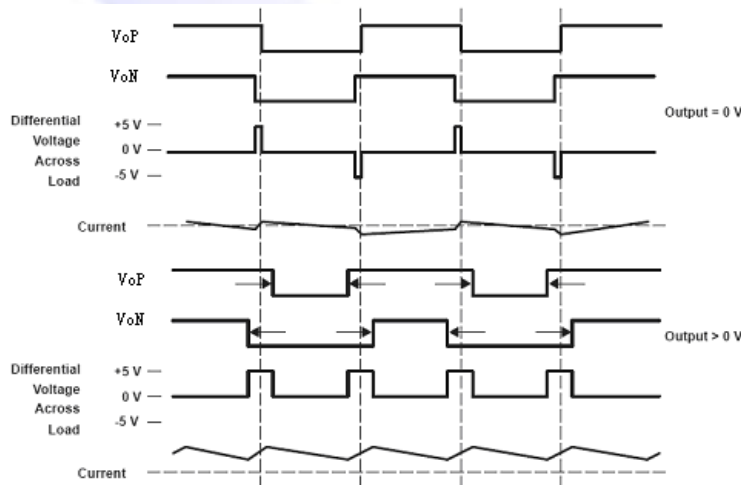 VoP
VoN
Differential
Voltage
Across
Load
+5 V
0 V
-5 V
Output = 0 V
Current
VoP
VoN
Output > 0 V
Differential
Voltage
Across
Load
+5 V
0 V
-5 V
Current